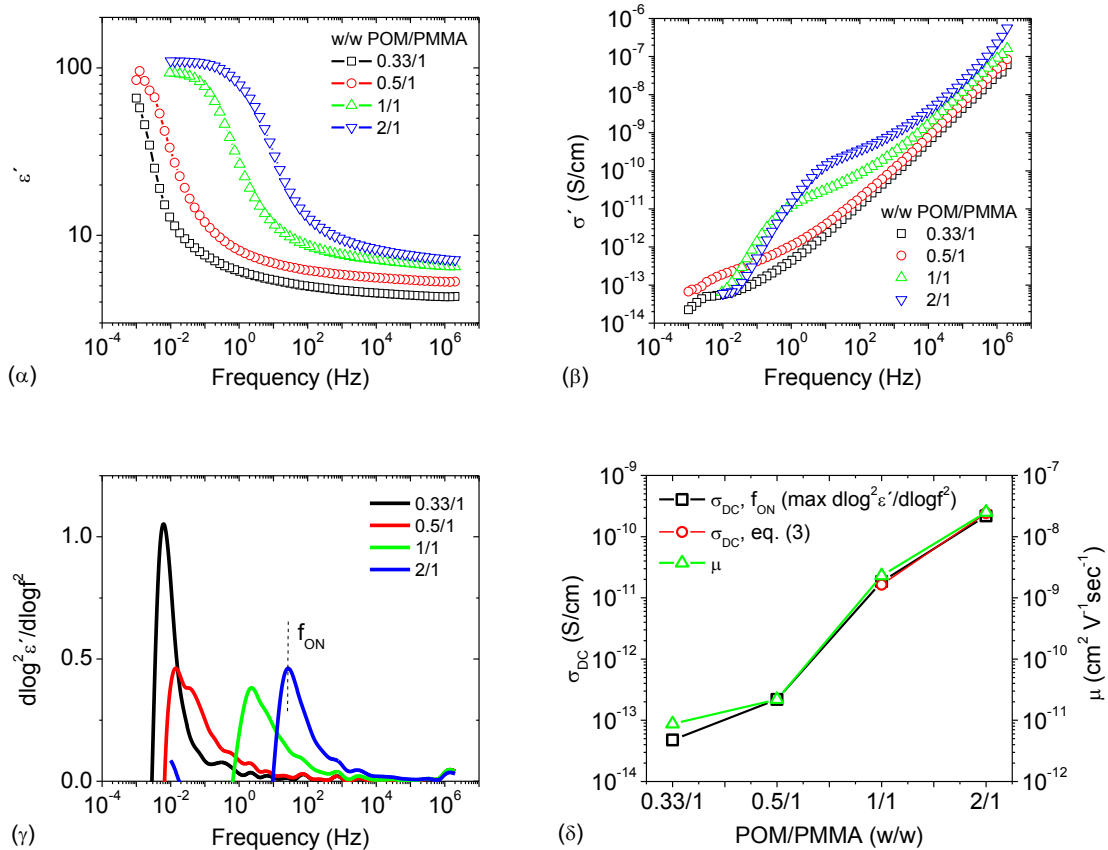 w/w POM/PMMA
0.33/1
0.5/1
1/1
2/1
100
10
ε′
10⁻⁴ 10⁻² 10⁰ 10² 10⁴ 10⁶
Frequency (Hz)
(α)
10⁻⁶
10⁻⁷
10⁻⁸
10⁻⁹
10⁻¹⁰
10⁻¹¹
10⁻¹²
10⁻¹³
10⁻¹⁴
σ′ (S/cm)
w/w POM/PMMA
0.33/1
0.5/1
1/1
2/1
10⁻⁴ 10⁻² 10⁰ 10² 10⁴ 10⁶
Frequency (Hz)
(β)
1.0
0.5
0.0
dlog²ε′/dlogf²
0.33/1
0.5/1
1/1
2/1
f_ON
10⁻⁴ 10⁻² 10⁰ 10² 10⁴ 10⁶
Frequency (Hz)
(γ)
10⁻⁹
10⁻¹⁰
10⁻¹¹
10⁻¹²
10⁻¹³
10⁻¹⁴
σ_DC (S/cm)
σ_DC, f_ON (max dlog²ε′/dlogf²)
σ_DC, eq. (3)
μ
10⁻⁷
10⁻⁸
10⁻⁹
10⁻¹⁰
10⁻¹¹
10⁻¹²
μ (cm² V⁻¹sec⁻¹)
0.33/1 0.5/1 1/1 2/1
POM/PMMA (w/w)
(δ)